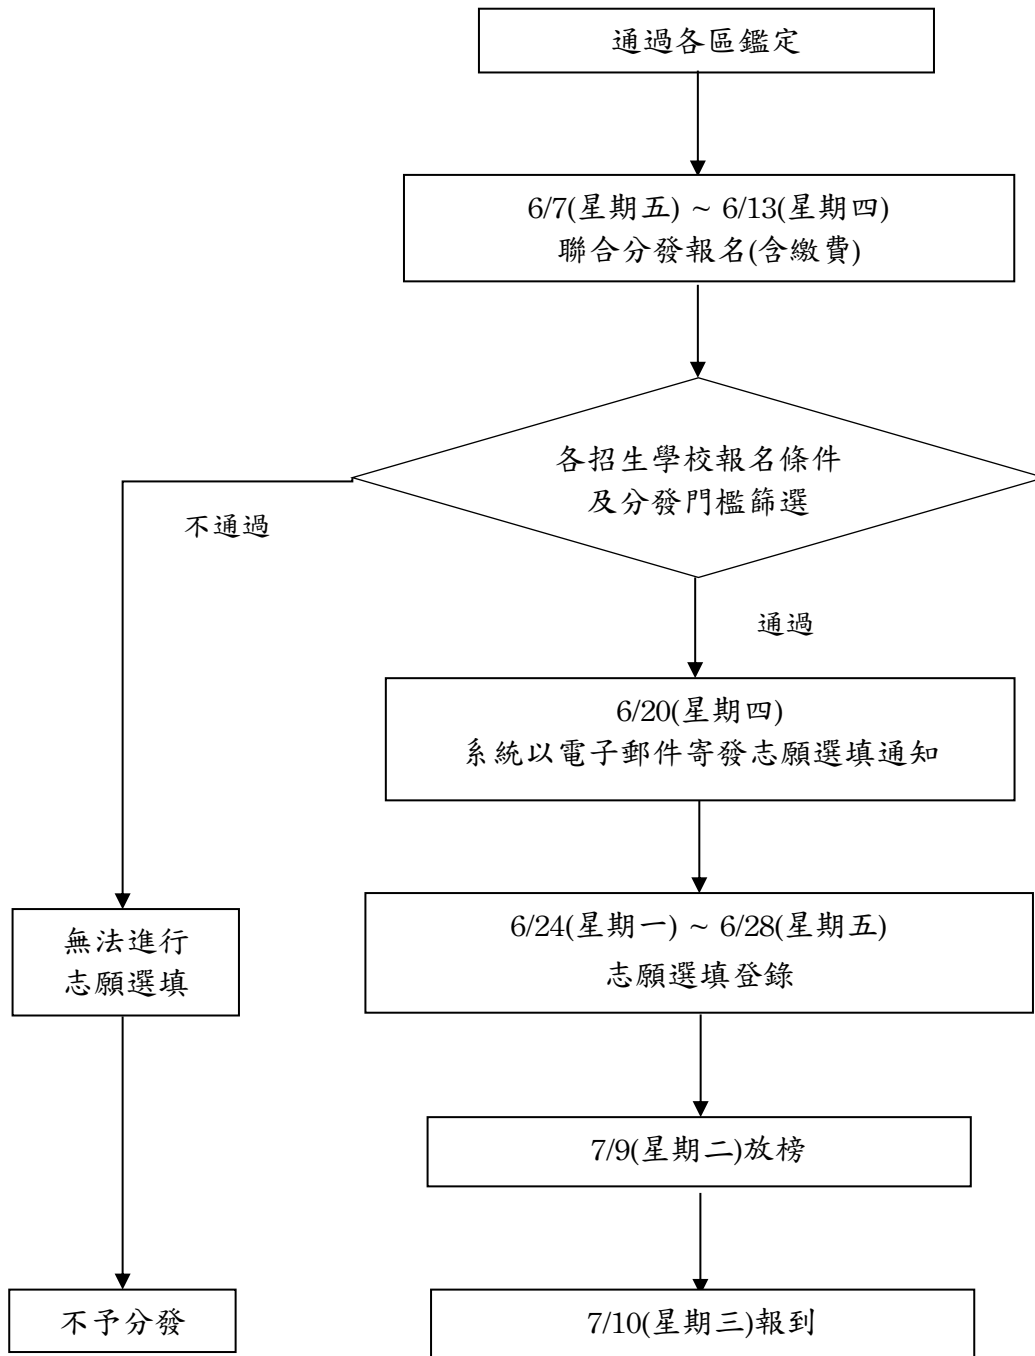 通過各區鑑定
6/7(星期五) ~ 6/13(星期四)
聯合分發報名(含繳費)
各招生學校報名條件
及分發門檻篩選
不通過
通過
6/20(星期四)
系統以電子郵件寄發志願選填通知
6/24(星期一) ~ 6/28(星期五)
志願選填登錄
無法進行
志願選填
7/9(星期二)放榜
不予分發
7/10(星期三)報到